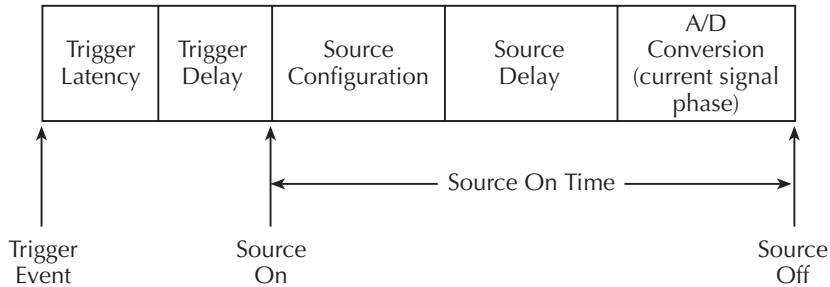 Trigger
Latency
Trigger
Delay
Source
Configuration
Source
Delay
A/D
Conversion
(current signal
phase)
Source On Time
Trigger
Event
Source
On
Source
Off